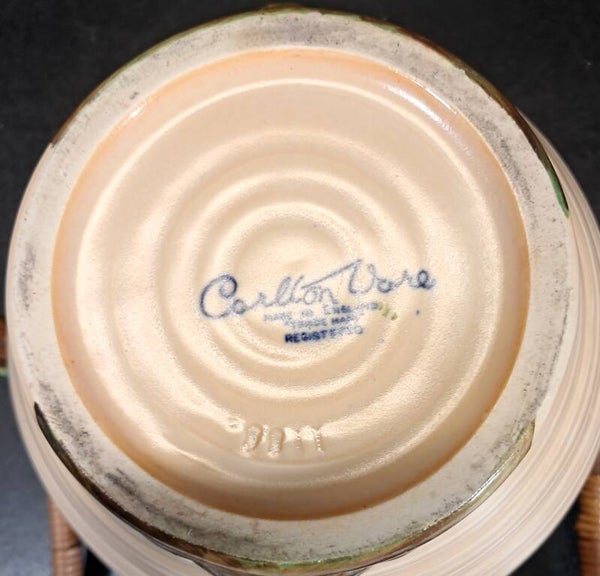 Carlton Ware
MADE IN ENGLAND
"TRADE MARK"
REGISTERED